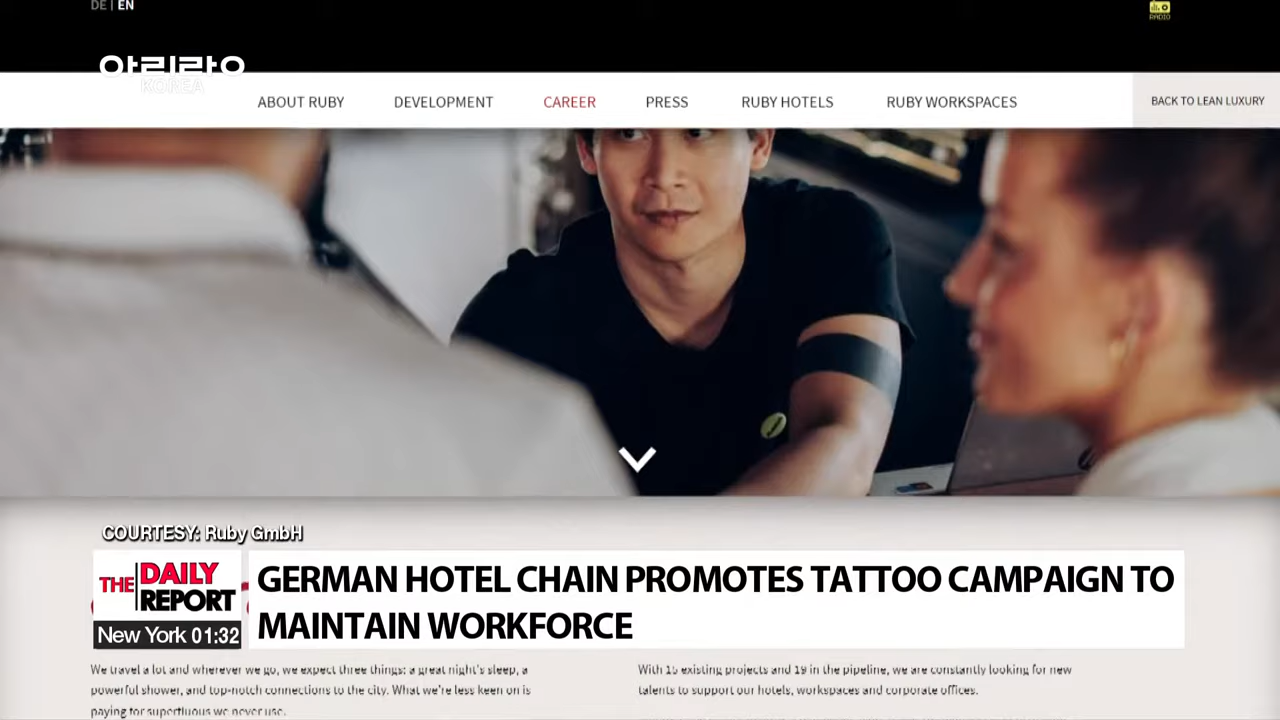 DE | EN
RADIO
아리랑
KOREA
ABOUT RUBY DEVELOPMENT CAREER PRESS RUBY HOTELS RUBY WORKSPACES BACK TO LEAN LUXURY
COURTESY: Ruby GmbH
THE DAILY REPORT
New York 01:32
GERMAN HOTEL CHAIN PROMOTES TATTOO CAMPAIGN TO
MAINTAIN WORKFORCE
We travel a lot and wherever we go, we expect three things: a great night's sleep, a
powerful shower, and top-notch connections to the city. What we're less keen on is
paying for superfluous we never use.
With 15 existing projects and 19 in the pipeline, we are constantly looking for new
talents to support our hotels, workspaces and corporate offices.